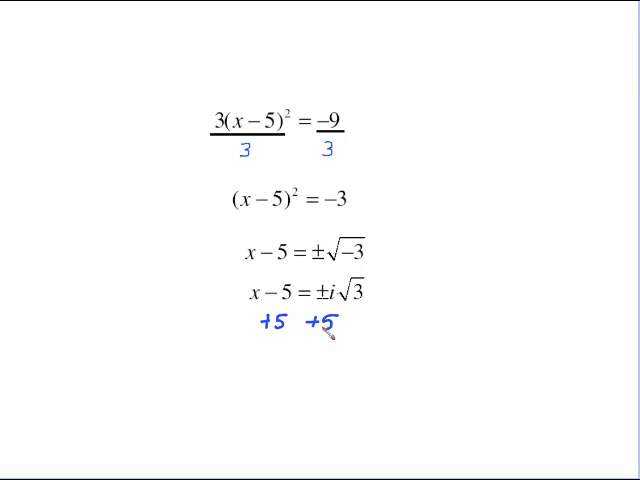 3(x − 5)² = −9
3 3
(x − 5)² = −3
x − 5 = ±√−3
x − 5 = ±i√3
+5 +5